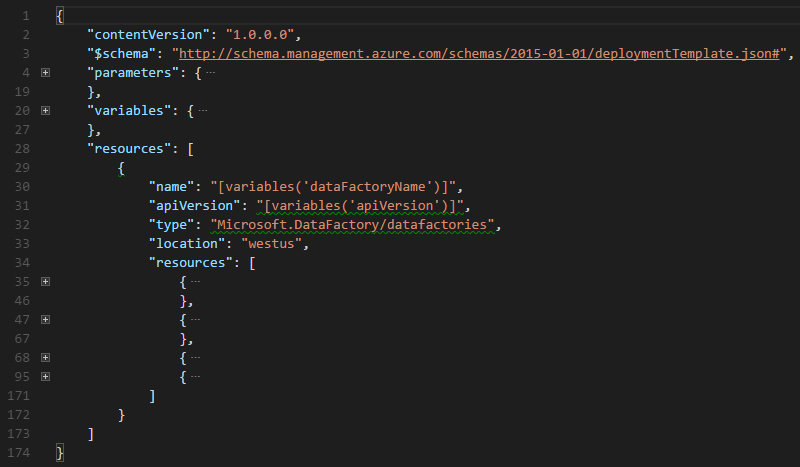 1 {
2 "contentVersion": "1.0.0.0",
3 "$schema": "http://schema.management.azure.com/schemas/2015-01-01/deploymentTemplate.json#",
4 "parameters": { ...
19 },
20 "variables": { ...
27 },
28 "resources": [
29 {
30 "name": "[variables('dataFactoryName')]",
31 "apiVersion": "[variables('apiVersion')]",
32 "type": "Microsoft.DataFactory/datafactories",
33 "location": "westus",
34 "resources": [
35 { ...
46 },
47 { ...
67 },
68 { ...
95 { ...
171 ]
172 }
173 ]
174 }